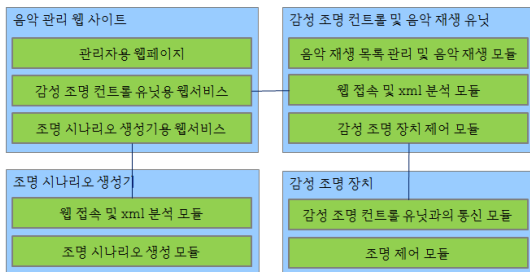 음악 관리 웹 사이트
관리자용 웹페이지
감성 조명 컨트롤 유닛용 웹서비스
조명 시나리오 생성기용 웹서비스
감성 조명 컨트롤 및 음악 재생 유닛
음악 재생 목록 관리 및 음악 재생 모듈
웹 접속 및 xml 분석 모듈
감성 조명 장치 제어 모듈
조명 시나리오 생성기
웹 접속 및 xml 분석 모듈
조명 시나리오 생성 모듈
감성 조명 장치
감성 조명 컨트롤 유닛과의 통신 모듈
조명 제어 모듈